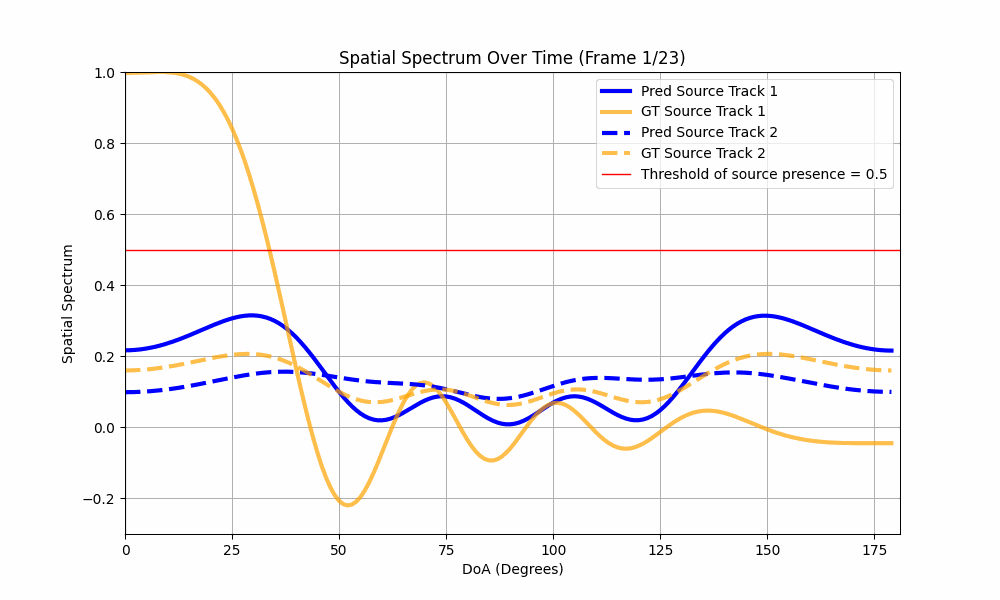 Spatial Spectrum Over Time (Frame 1/23)
Pred Source Track 1
GT Source Track 1
Pred Source Track 2
GT Source Track 2
Threshold of source presence = 0.5
Spatial Spectrum
1.0
0.8
0.6
0.4
0.2
0.0
−0.2
0 25 50 75 100 125 150 175
DoA (Degrees)